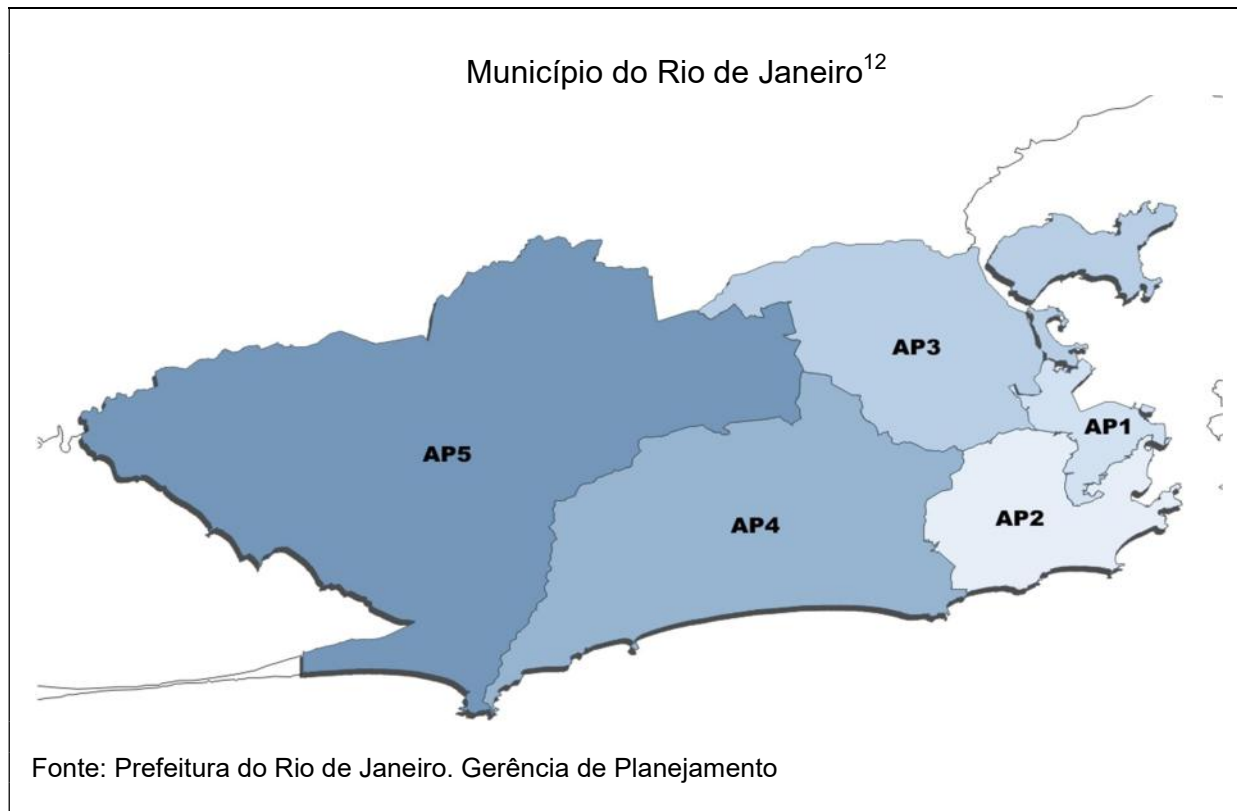 Município do Rio de Janeiro12
AP3
AP1
AP5
AP2
AP4
Fonte: Prefeitura do Rio de Janeiro. Gerência de Planejamento